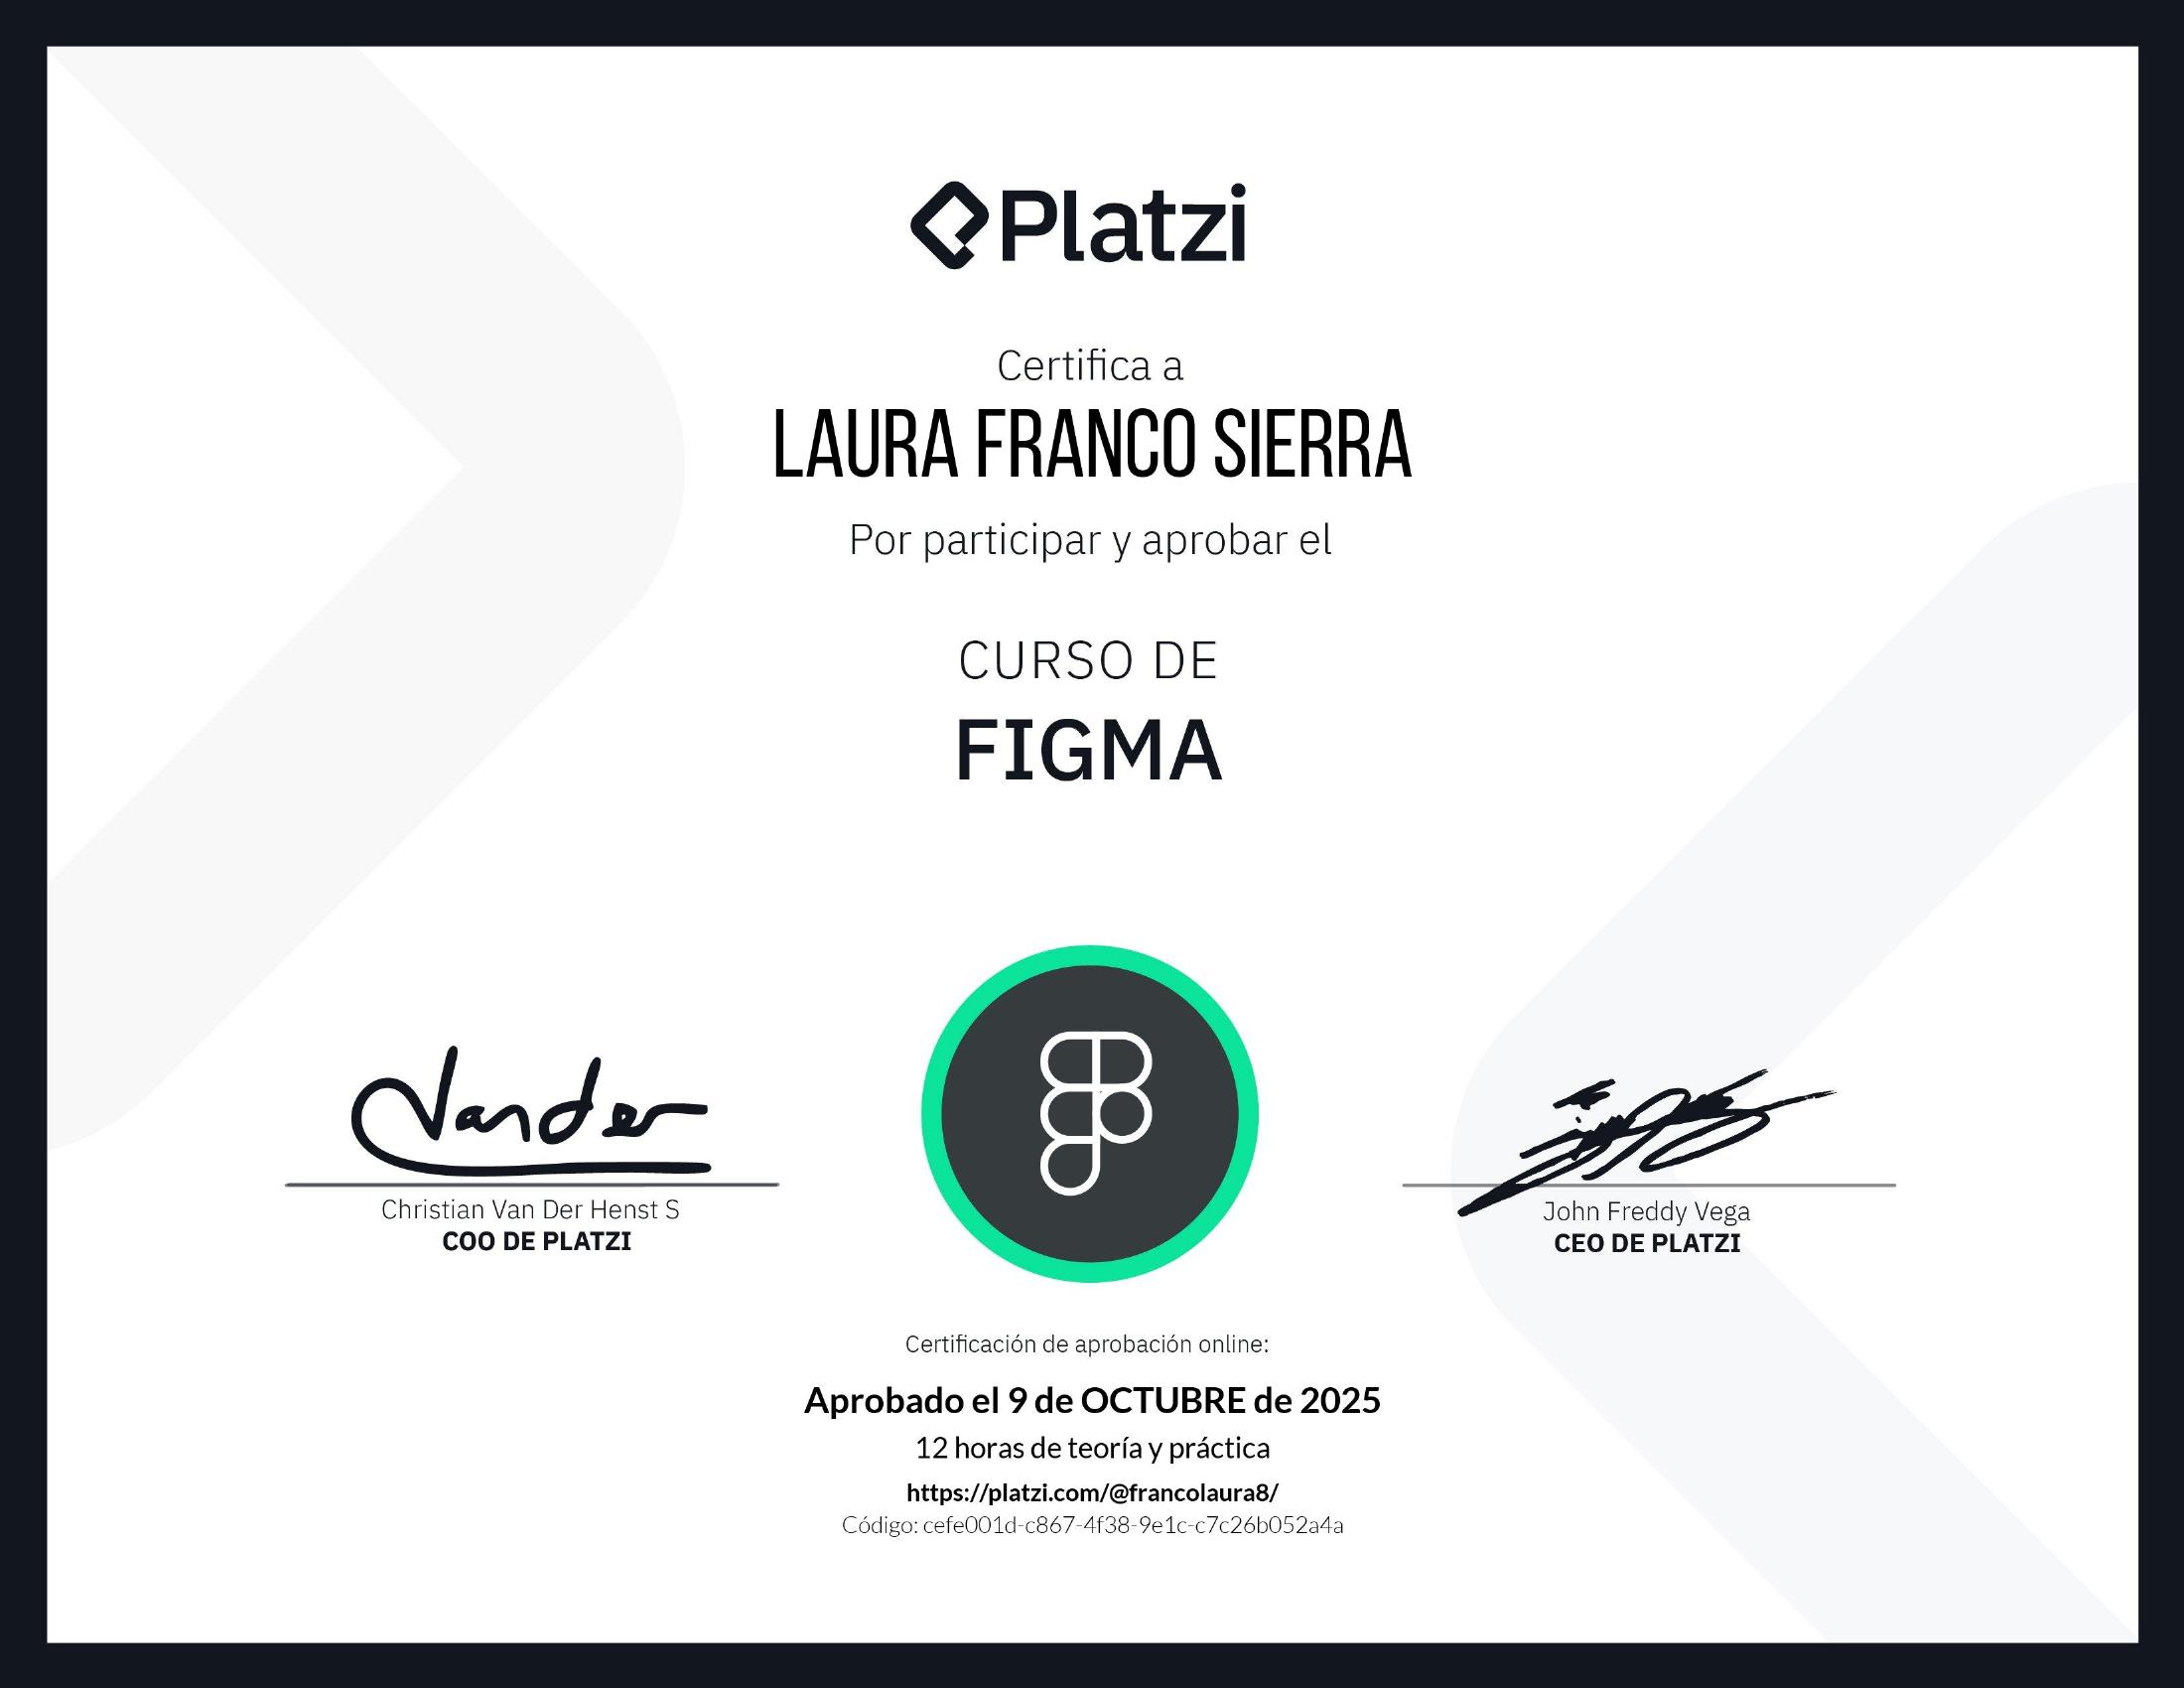 Platzi
Certifica a
LAURA FRANCO SIERRA
Por participar y aprobar el
CURSO DE
FIGMA
Vander
Christian Van Der Henst S
COO DE PLATZI
John Freddy Vega
CEO DE PLATZI
Certificación de aprobación online:
Aprobado el 9 de OCTUBRE de 2025
12 horas de teoría y práctica
https://platzi.com/@francolaura8/
Código: cefe001d-c867-4f38-9e1c-c7c26b052a4a